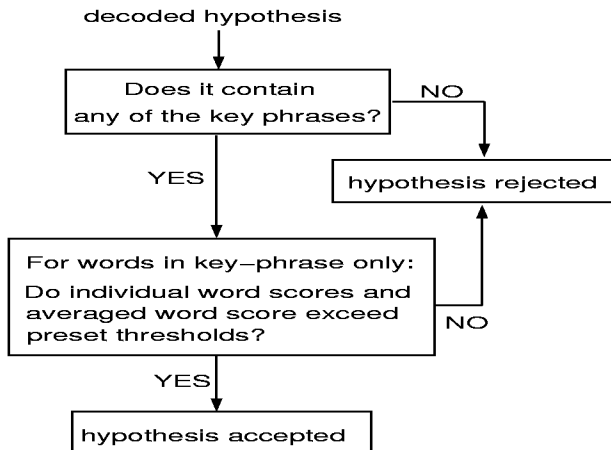 decoded hypothesis
Does it contain
any of the key phrases?
NO
YES
hypothesis rejected
For words in key–phrase only:
Do individual word scores and
averaged word score exceed
preset thresholds?
NO
YES
hypothesis accepted